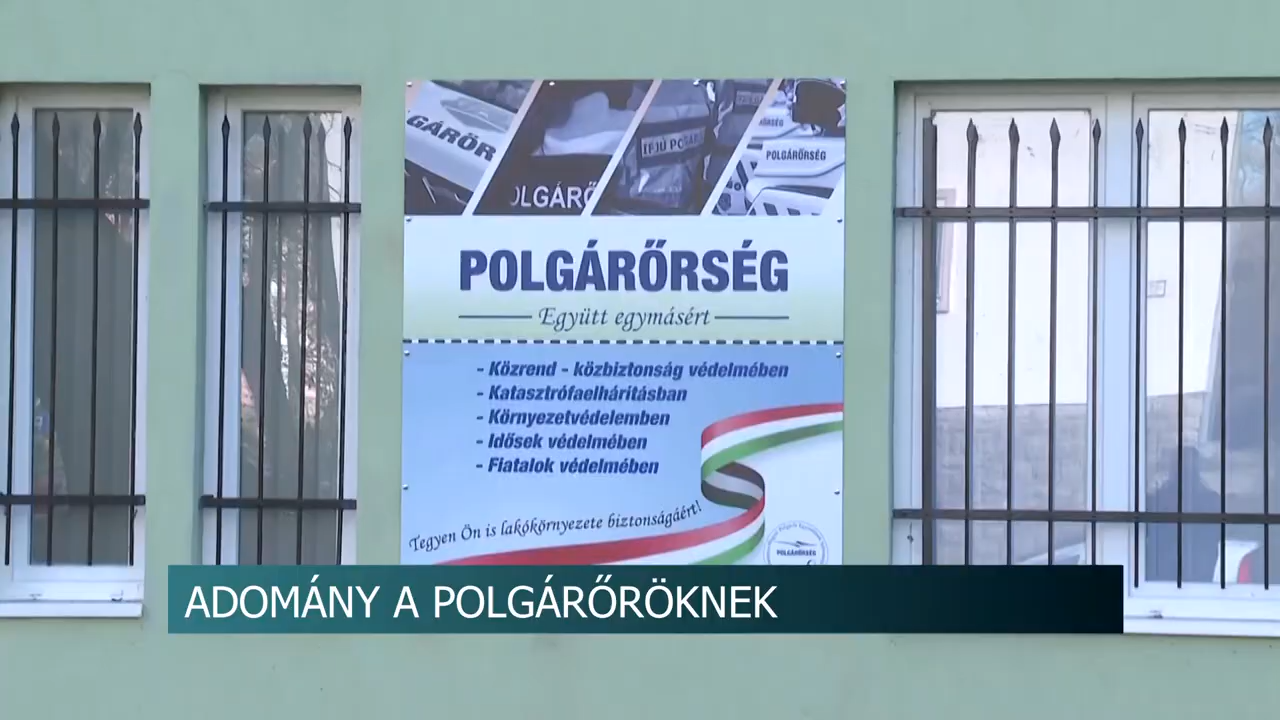 GÁRŐR
POLGÁRŐ
IFJÚ POLGÁR
POLGÁRŐRSÉG
POLGÁRŐRSÉG
Együtt egymásért
- Közrend - közbiztonság védelmében
- Katasztrófaelhárításban
- Környezetvédelemben
- Idősek védelmében
- Fiatalok védelmében
Tegyen Ön is lakókörnyezete biztonságáért!
POLGÁRŐRSÉG
ADOMÁNY A POLGÁRŐRÖKNEK